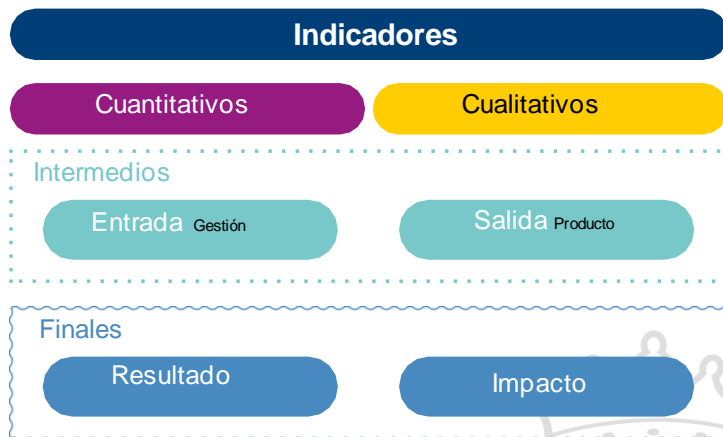 Indicadores
Cuantitativos
Cualitativos
Intermedios
Entrada Gestión
Salida Producto
Finales
Resultado
Impacto